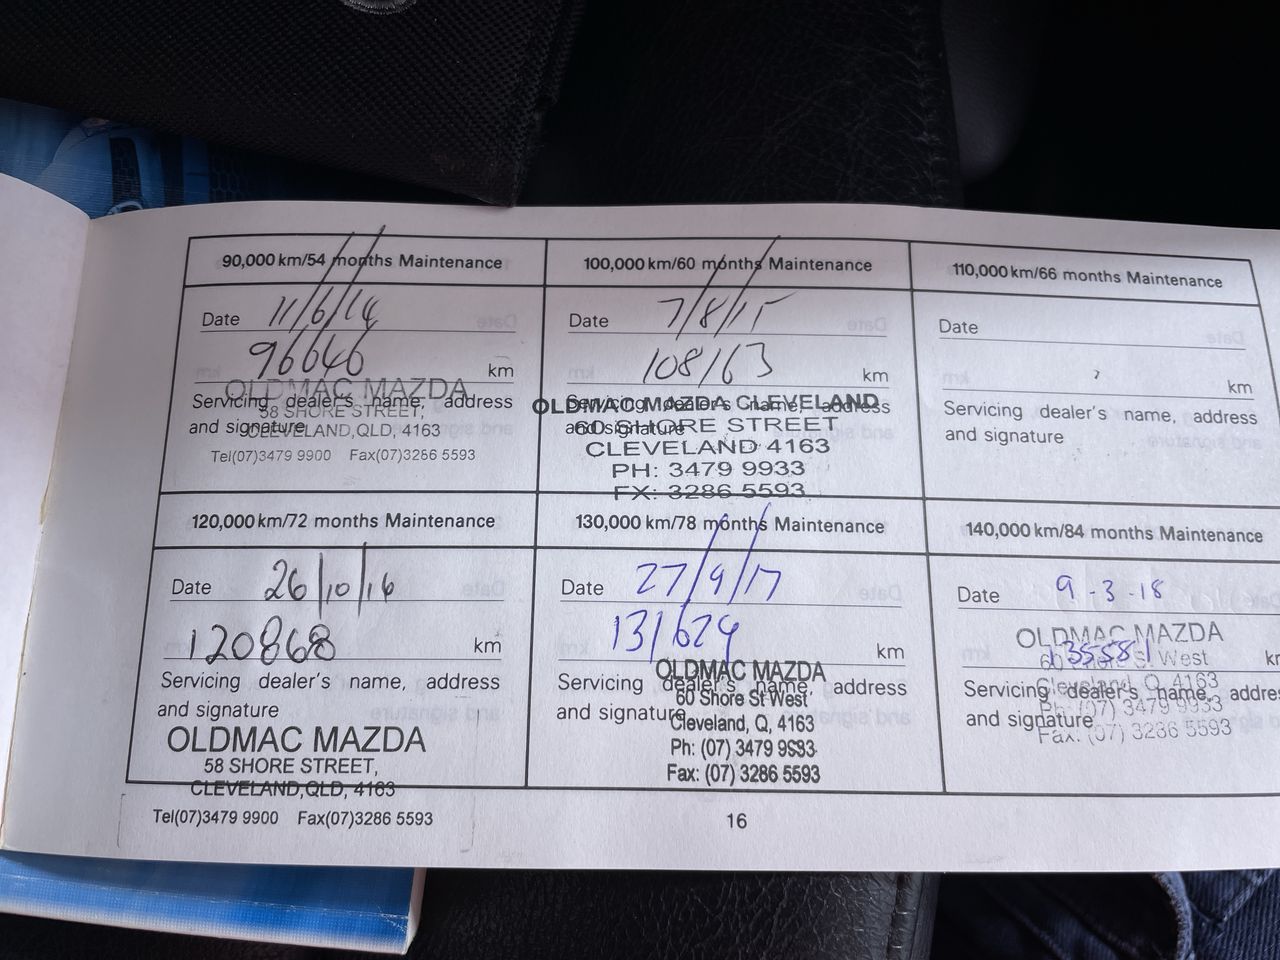 90,000 km/54 months Maintenance
Date 11/6/14
96646 km
Servicing dealer's name, address
and signature
OLDMAC MAZDA
58 SHORE STREET,
CLEVELAND,QLD, 4163
Tel(07)3479 9900 Fax(07)3286 5593
100,000 km/60 months Maintenance
Date 7/8/15
108163 km
Servicing dealer's name, address
and signature
OLDMAC MAZDA CLEVELAND
60 SHORE STREET
CLEVELAND 4163
PH: 3479 9933
FX: 3286 5593
110,000 km/66 months Maintenance
Date
km
Servicing dealer's name, address
and signature
120,000 km/72 months Maintenance
Date 26/10/16
120868 km
Servicing dealer's name, address
and signature
OLDMAC MAZDA
58 SHORE STREET,
CLEVELAND,QLD, 4163
Tel(07)3479 9900 Fax(07)3286 5593
130,000 km/78 months Maintenance
Date 27/9/17
131624 km
Servicing dealer's name, address
and signature
OLDMAC MAZDA
60 Shore St West
Cleveland, Q, 4163
Ph: (07) 3479 9933
Fax: (07) 3286 5593
140,000 km/84 months Maintenance
Date 9-3-18
135581
Servicing dealer's name, addres
and signature
OLDMAC MAZDA
60 Shore St West
Cleveland, Q, 4163
Ph: (07) 3479 9933
Fax: (07) 3286 5593
16